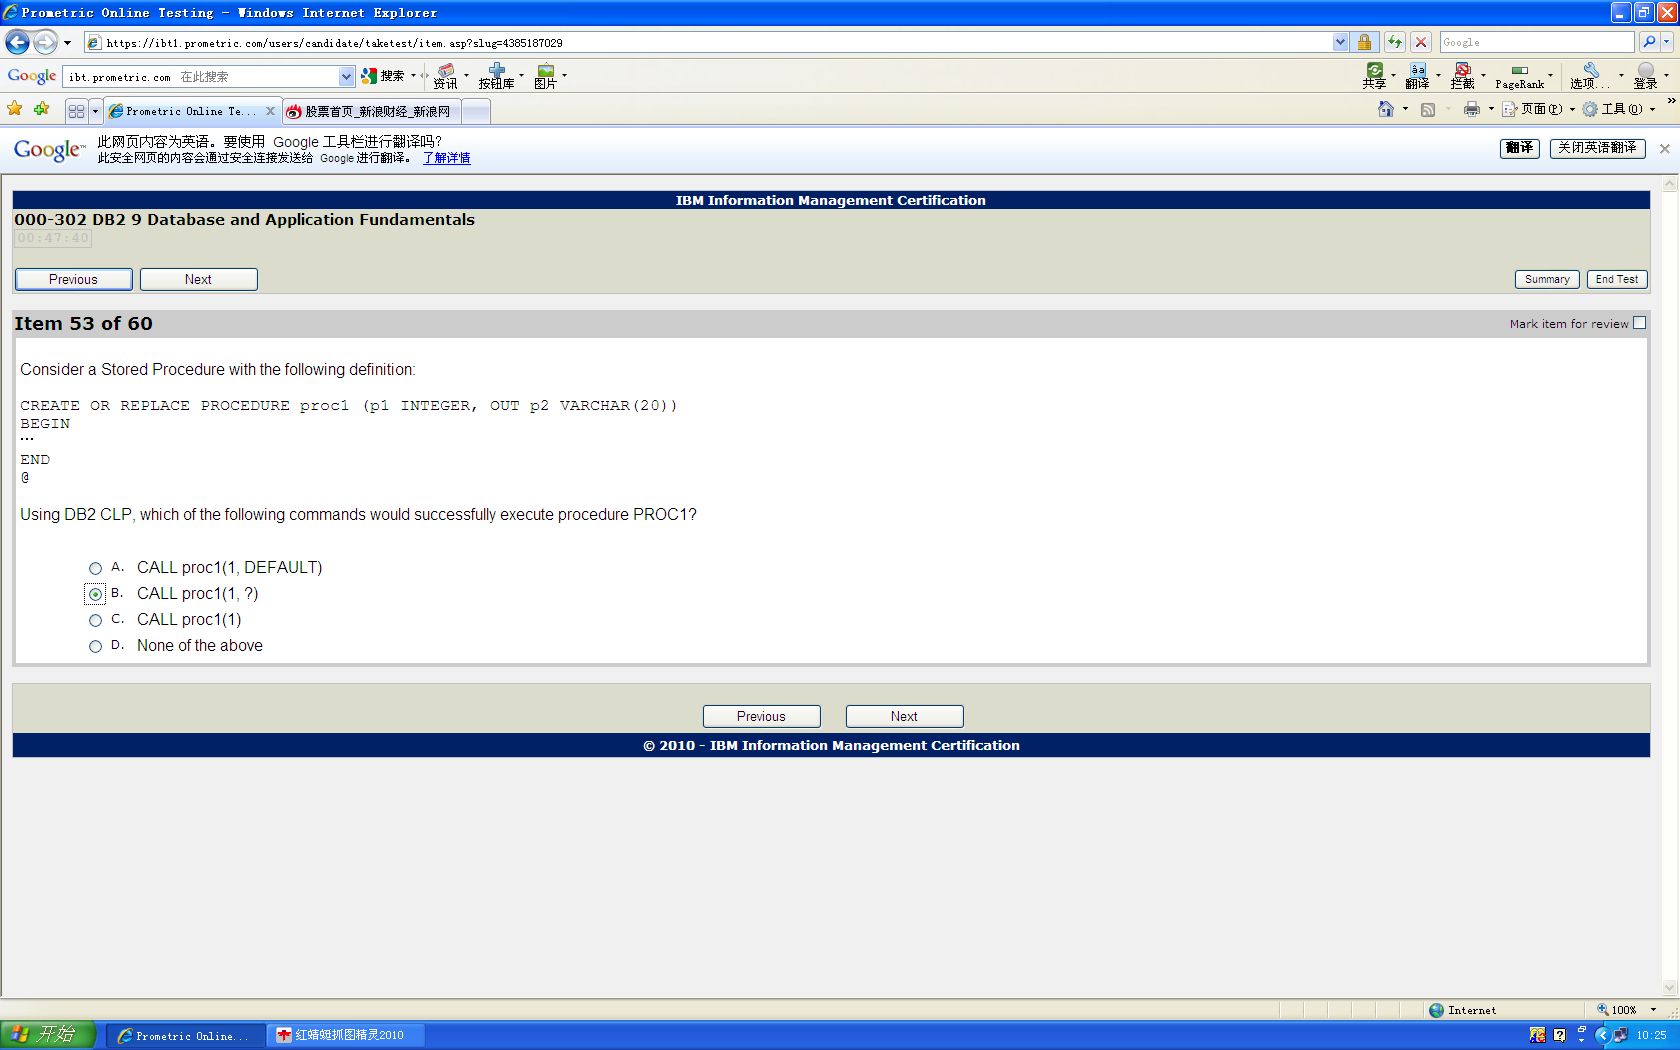 Prometric Online Testing - Windows Internet Explorer
https://ibt1.prometric.com/users/candidate/taketest/item.asp?slug=4385187029
Google
Google ibt.prometric.com 在此搜索 搜索 资讯 按钮库 图片 共享 翻译 拦截 PageRank 选项... 登录
Prometric Online Te... 股票首页_新浪财经_新浪网 页面(P) 工具(O) »
Google™ 此网页内容为英语。要使用 Google 工具栏进行翻译吗? 翻译 关闭英语翻译
此安全网页的内容会通过安全连接发送给 Google 进行翻译。 了解详情
IBM Information Management Certification
000-302 DB2 9 Database and Application Fundamentals
00:47:40
Previous Next Summary End Test
Item 53 of 60 Mark item for review
Consider a Stored Procedure with the following definition:
CREATE OR REPLACE PROCEDURE proc1 (p1 INTEGER, OUT p2 VARCHAR(20))
BEGIN
...
END
@
Using DB2 CLP, which of the following commands would successfully execute procedure PROC1?
A. CALL proc1(1, DEFAULT)
B. CALL proc1(1, ?)
C. CALL proc1(1)
D. None of the above
Previous Next
© 2010 - IBM Information Management Certification
Internet 100%
开始 Prometric Online... 红蜻蜓抓图精灵2010 10:25